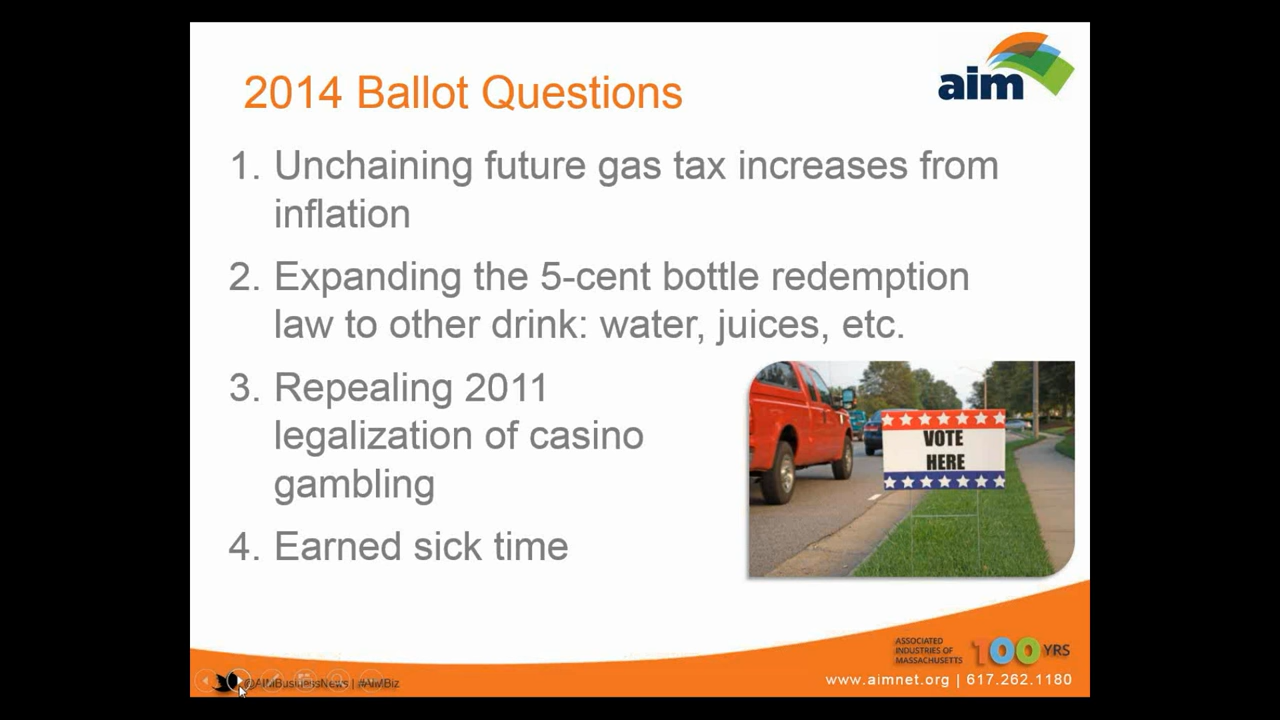 2014 Ballot Questions
aim
1. Unchaining future gas tax increases from
inflation
2. Expanding the 5-cent bottle redemption
law to other drink: water, juices, etc.
3. Repealing 2011
legalization of casino
gambling
4. Earned sick time
VOTE
HERE
ASSOCIATED
INDUSTRIES OF
MASSACHUSETTS
100 YRS
@AIMBusinessNews | #AIMBiz
www.aimnet.org | 617.262.1180